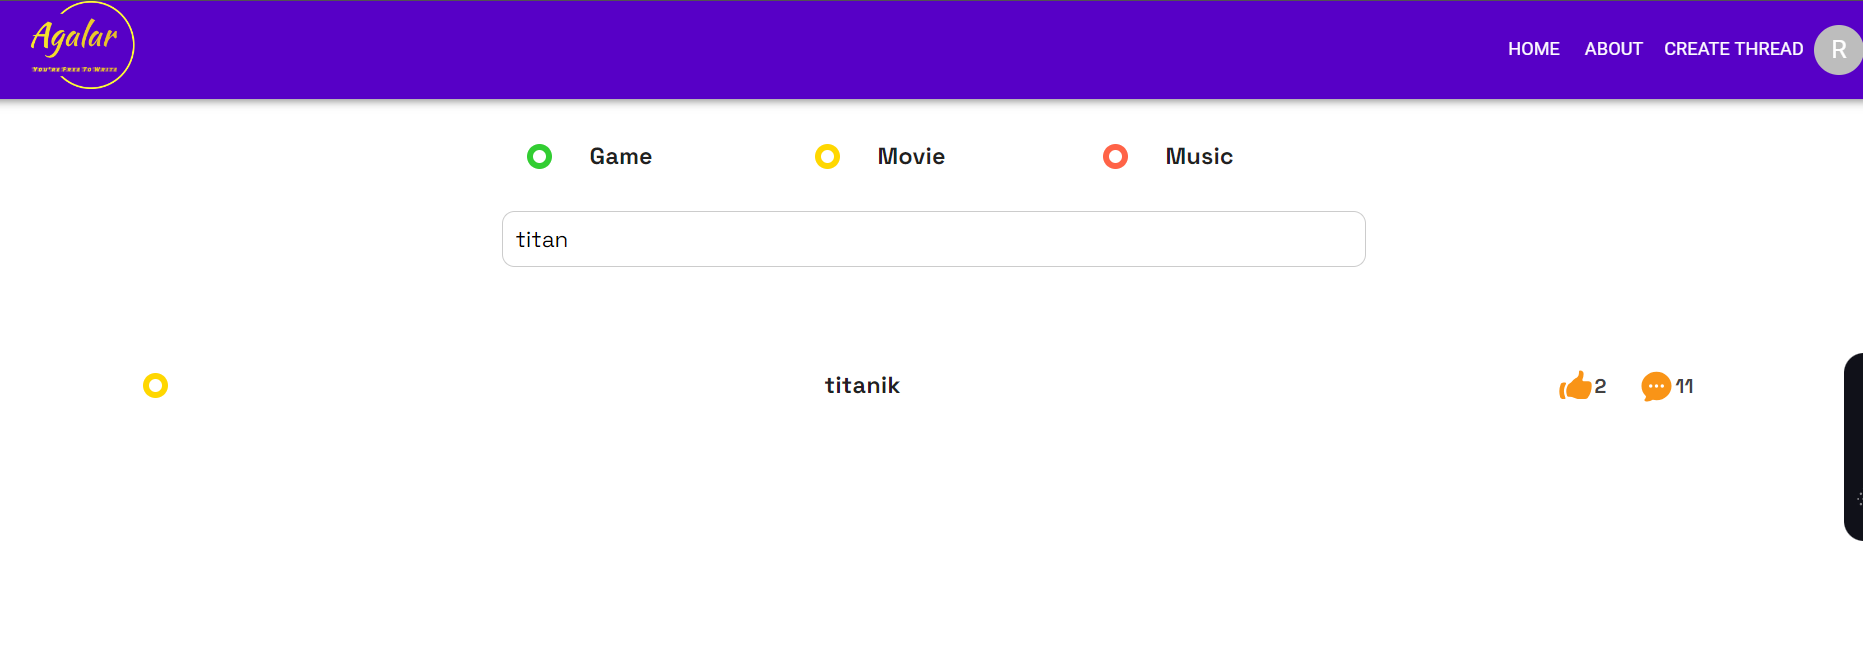 Agalar
You're Free To Write
HOME ABOUT CREATE THREAD R
Game Movie Music
titan
titanik 2 11